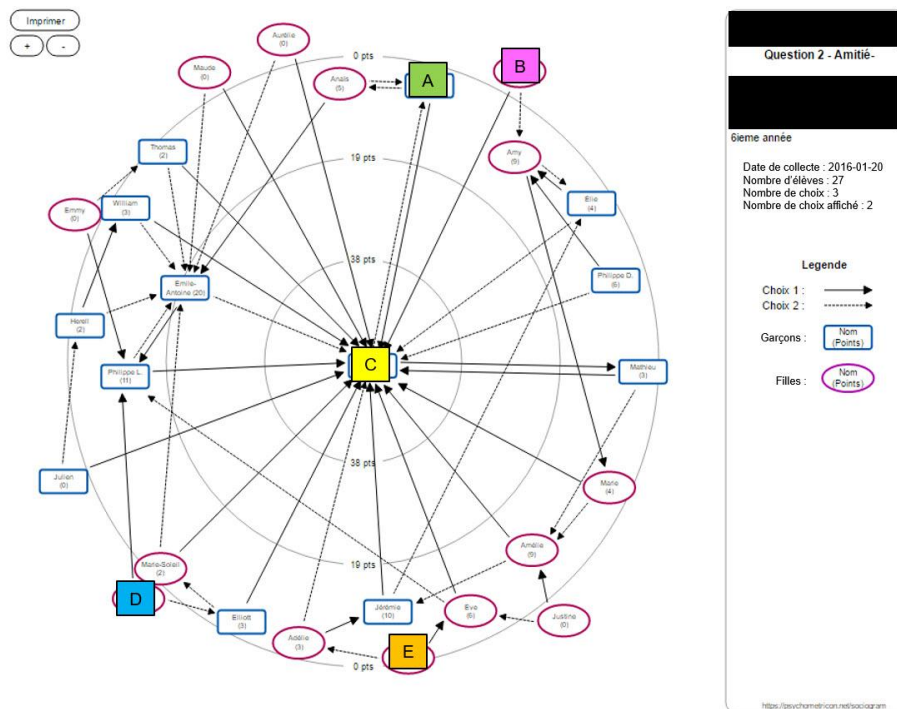 Imprimer
+ -
Aurélie
(0)
Maude
(0)
0 pts
Anaïs
(5)
A
B
Thomas
(2)
19 pts
Amy
(9)
Elie
(4)
Emmy
(0)
William
(3)
38 pts
Emile-
Antoine (20)
Philippe D.
(6)
(2)
Philippe L.
(11)
C
Mathieu
(3)
38 pts
Julien
(0)
Marie
(4)
Amélie
(9)
19 pts
Marie-Soleil
(2)
D
Elliott
(3)
Jérémie
(10)
Eve
(6)
Justine
(0)
Adélie
(3)
E
0 pts
Question 2 - Amitié-
6ieme année
Date de collecte : 2016-01-20
Nombre d'élèves : 27
Nombre de choix : 3
Nombre de choix affiché : 2
Legende
Choix 1 :
Choix 2 :
Garçons :
Nom
(Points)
Filles :
Nom
(Points)
https://psychometricon.net/sociogram